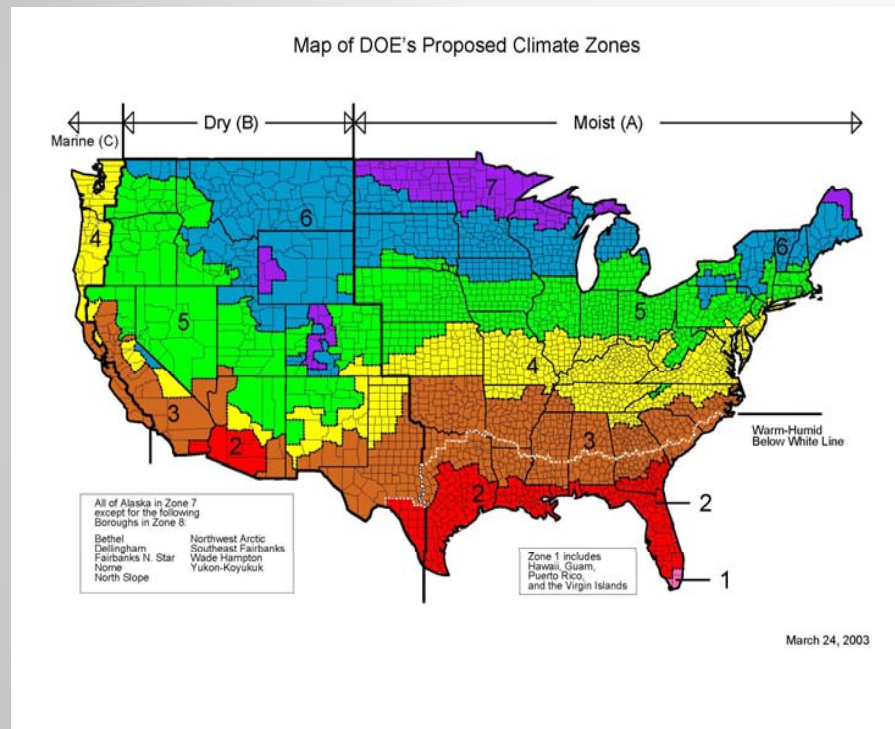 Map of DOE's Proposed Climate Zones
Marine (C)
Dry (B)
Moist (A)
7
6
4
6
5
5
4
3
3
2
2
Warm-Humid
Below White Line
2
1
All of Alaska in Zone 7
except for the following
Boroughs in Zone 8:
Bethel
Dellingham
Fairbanks N. Star
Nome
North Slope
Northwest Arctic
Southeast Fairbanks
Wade Hampton
Yukon-Koyukuk
Zone 1 includes
Hawaii, Guam,
Puerto Rico,
and the Virgin Islands
March 24, 2003